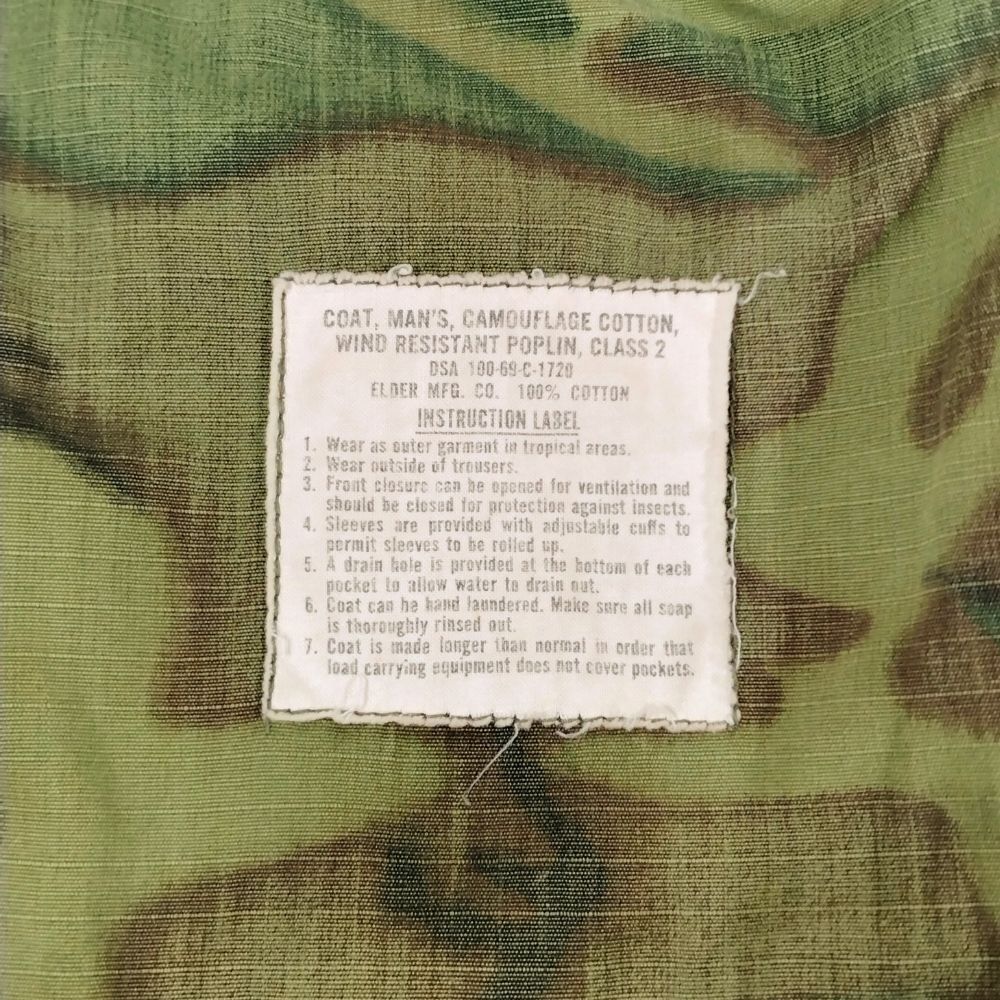 COAT, MAN'S, CAMOUFLAGE COTTON,
WIND RESISTANT POPLIN, CLASS 2
DSA 100-69-C-1720
ELDER MFG. CO. 100% COTTON
INSTRUCTION LABEL
1. Wear as outer garment in tropical areas.
2. Wear outside of trousers.
3. Front closure can be opened for ventilation and
should be closed for protection against insects.
4. Sleeves are provided with adjustable cuffs to
permit sleeves to be rolled up.
5. A drain hole is provided at the bottom of each
pocket to allow water to drain out.
6. Coat can be hand laundered. Make sure all soap
is thoroughly rinsed out.
7. Coat is made longer than normal in order that
load carrying equipment does not cover pockets.